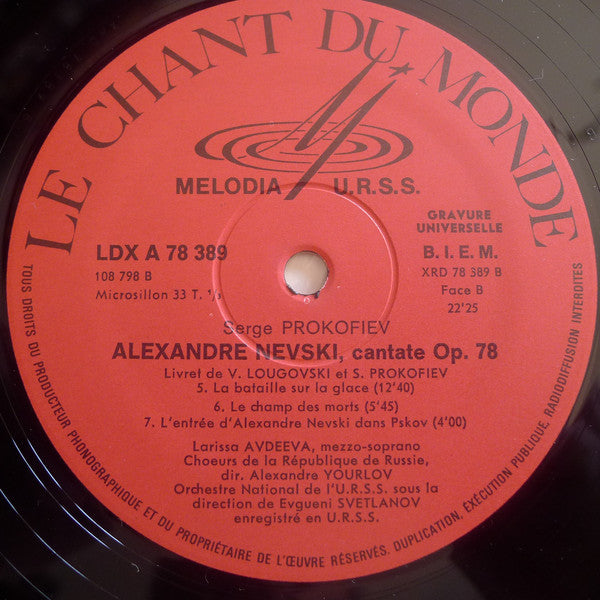 LE CHANT DU MONDE
MELODIA U.R.S.S.
GRAVURE
UNIVERSELLE
LDX A 78 389
B. I. E. M.
108 798 B
XRD 78 389 B
Microsillon 33 T. ⅓
Face B
22'25
Serge PROKOFIEV
ALEXANDRE NEVSKI, cantate Op. 78
Livret de V. LOUGOVSKI et S. PROKOFIEV
5. La bataille sur la glace (12'40)
6. Le champ des morts (5'45)
7. L'entrée d'Alexandre Nevski dans Pskov (4'00)
Larissa AVDEEVA, mezzo-soprano
Choeurs de la République de Russie,
dir. Alexandre YOURLOV
Orchestre National de l'U.R.S.S. sous la
direction de Evgueni SVETLANOV
enregistré en U.R.S.S.
TOUS DROITS DU PRODUCTEUR PHONOGRAPHIQUE ET DU PROPRIÉTAIRE DE L'ŒUVRE RÉSERVÉS. DUPLICATION, EXÉCUTION PUBLIQUE, RADIODIFFUSION INTERDITES